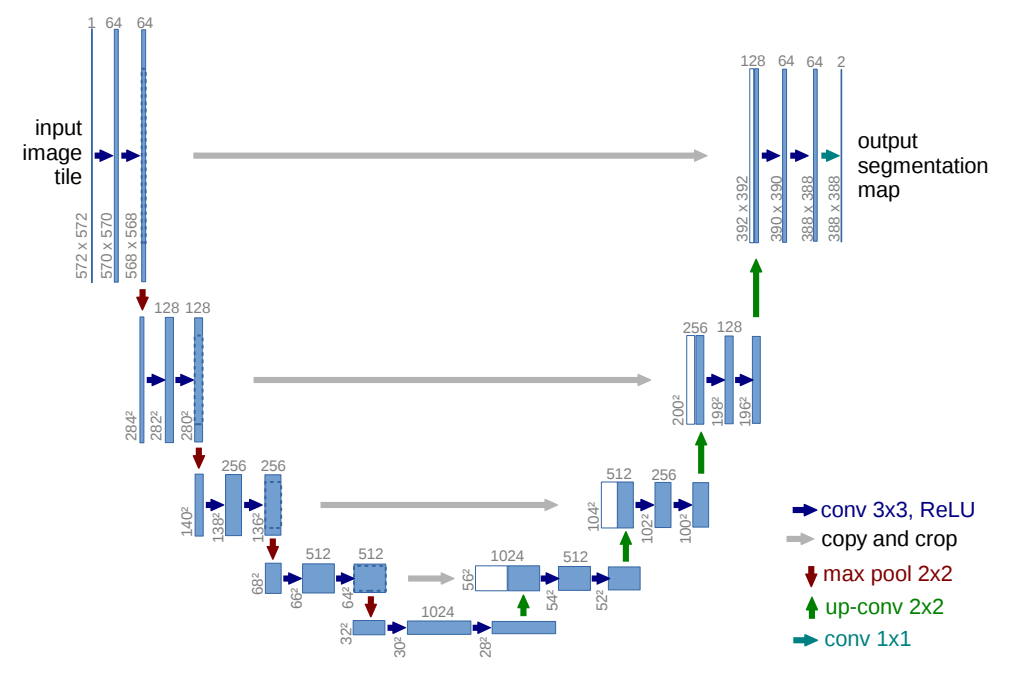 1 64 64
128 64 64 2
input
image
tile
output
segmentation
map
572 x 572
570 x 570
568 x 568
392 x 392
390 x 390
388 x 388
388 x 388
128 128
256 128
284²
282²
280²
200²
198²
196²
256 256
512 256
140²
138²
136²
104²
102²
100²
conv 3x3, ReLU
copy and crop
max pool 2x2
up-conv 2x2
conv 1x1
512 512
1024 512
68²
66²
64²
56²
54²
52²
1024
32²
30²
28²